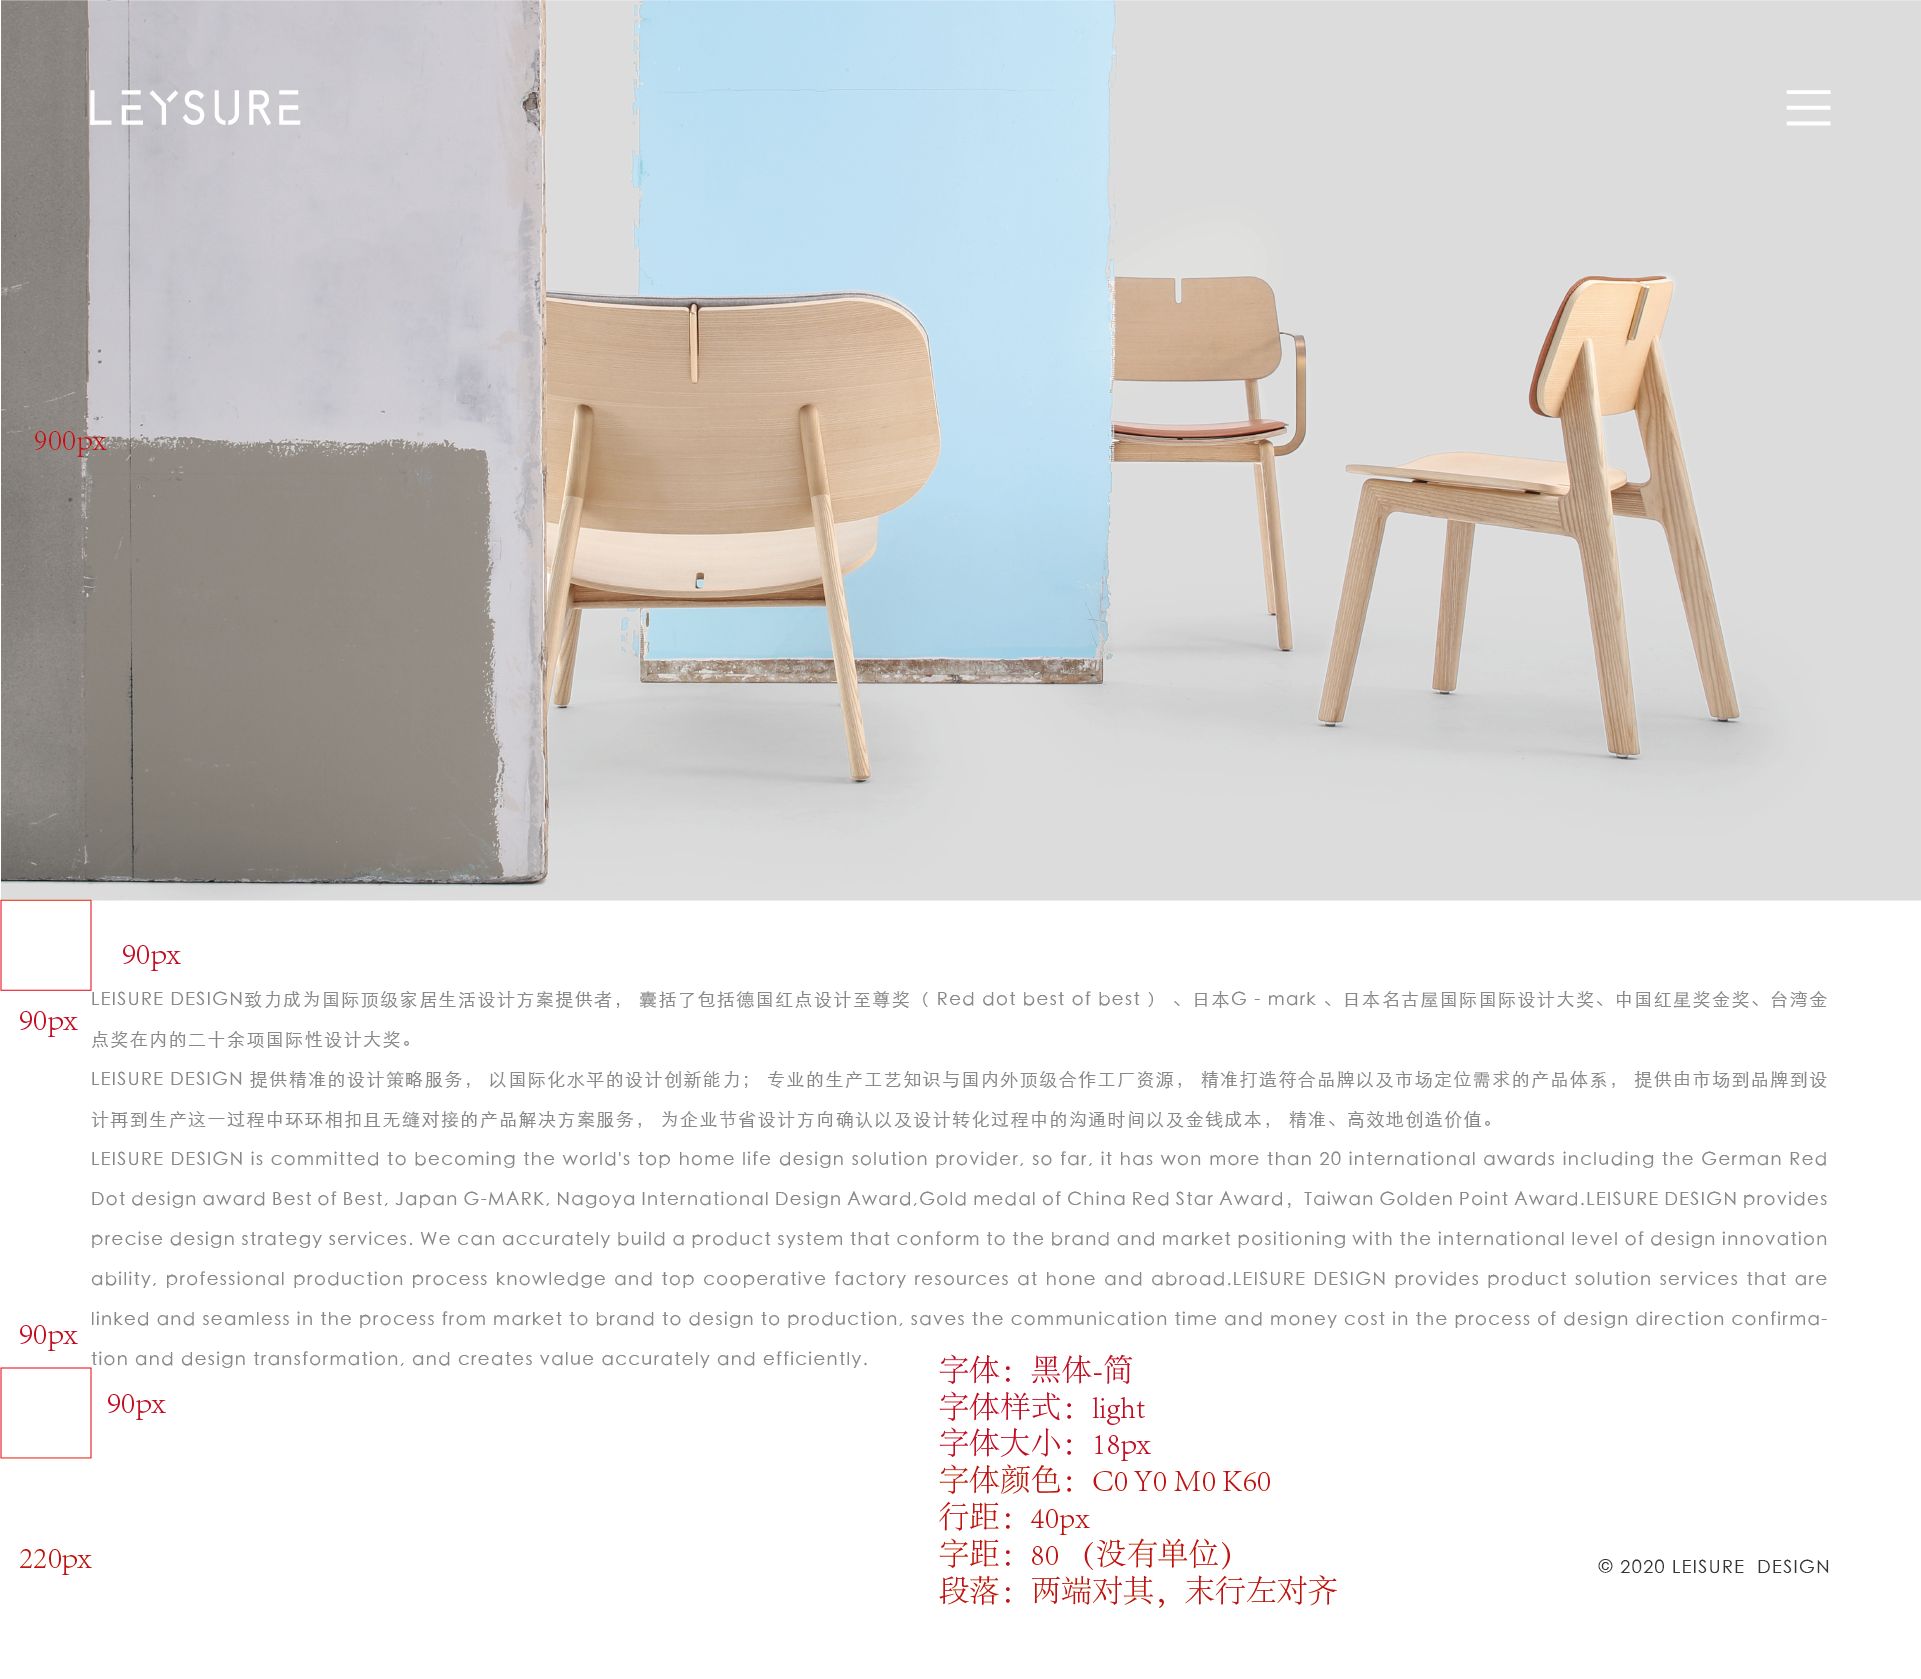 LEYSURE
900px
90px
LEISURE DESIGN致力成为国际顶级家居生活设计方案提供者， 囊括了包括德国红点设计至尊奖（ Red dot best of best ） 、日本G - mark 、日本名古屋国际国际设计大奖、中国红星奖金奖、台湾金
90px
点奖在内的二十余项国际性设计大奖。
LEISURE DESIGN 提供精准的设计策略服务， 以国际化水平的设计创新能力； 专业的生产工艺知识与国内外顶级合作工厂资源， 精准打造符合品牌以及市场定位需求的产品体系， 提供由市场到品牌到设
计再到生产这一过程中环环相扣且无缝对接的产品解决方案服务， 为企业节省设计方向确认以及设计转化过程中的沟通时间以及金钱成本， 精准、高效地创造价值。
LEISURE DESIGN is committed to becoming the world's top home life design solution provider, so far, it has won more than 20 international awards including the German Red
Dot design award Best of Best, Japan G-MARK, Nagoya International Design Award,Gold medal of China Red Star Award，Taiwan Golden Point Award.LEISURE DESIGN provides
precise design strategy services. We can accurately build a product system that conform to the brand and market positioning with the international level of design innovation
ability, professional production process knowledge and top cooperative factory resources at hone and abroad.LEISURE DESIGN provides product solution services that are
linked and seamless in the process from market to brand to design to production, saves the communication time and money cost in the process of design direction confirma-
90px
tion and design transformation, and creates value accurately and efficiently.
90px
字体：黑体-简
字体样式：light
字体大小：18px
字体颜色：C0 Y0 M0 K60
行距：40px
字距：80 （没有单位）
段落：两端对其，末行左对齐
220px
© 2020 LEISURE DESIGN